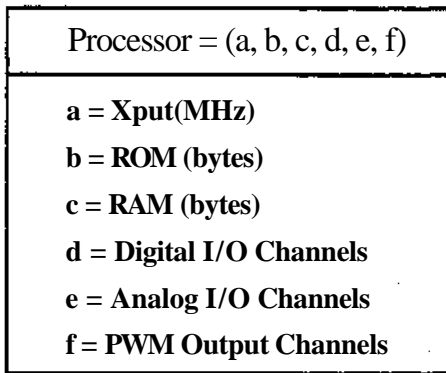 Processor = (a, b, c, d, e, f)
a = Xput(MHz)
b = ROM (bytes)
c = RAM (bytes)
d = Digital I/O Channels
e = Analog I/O Channels
f = PWM Output Channels